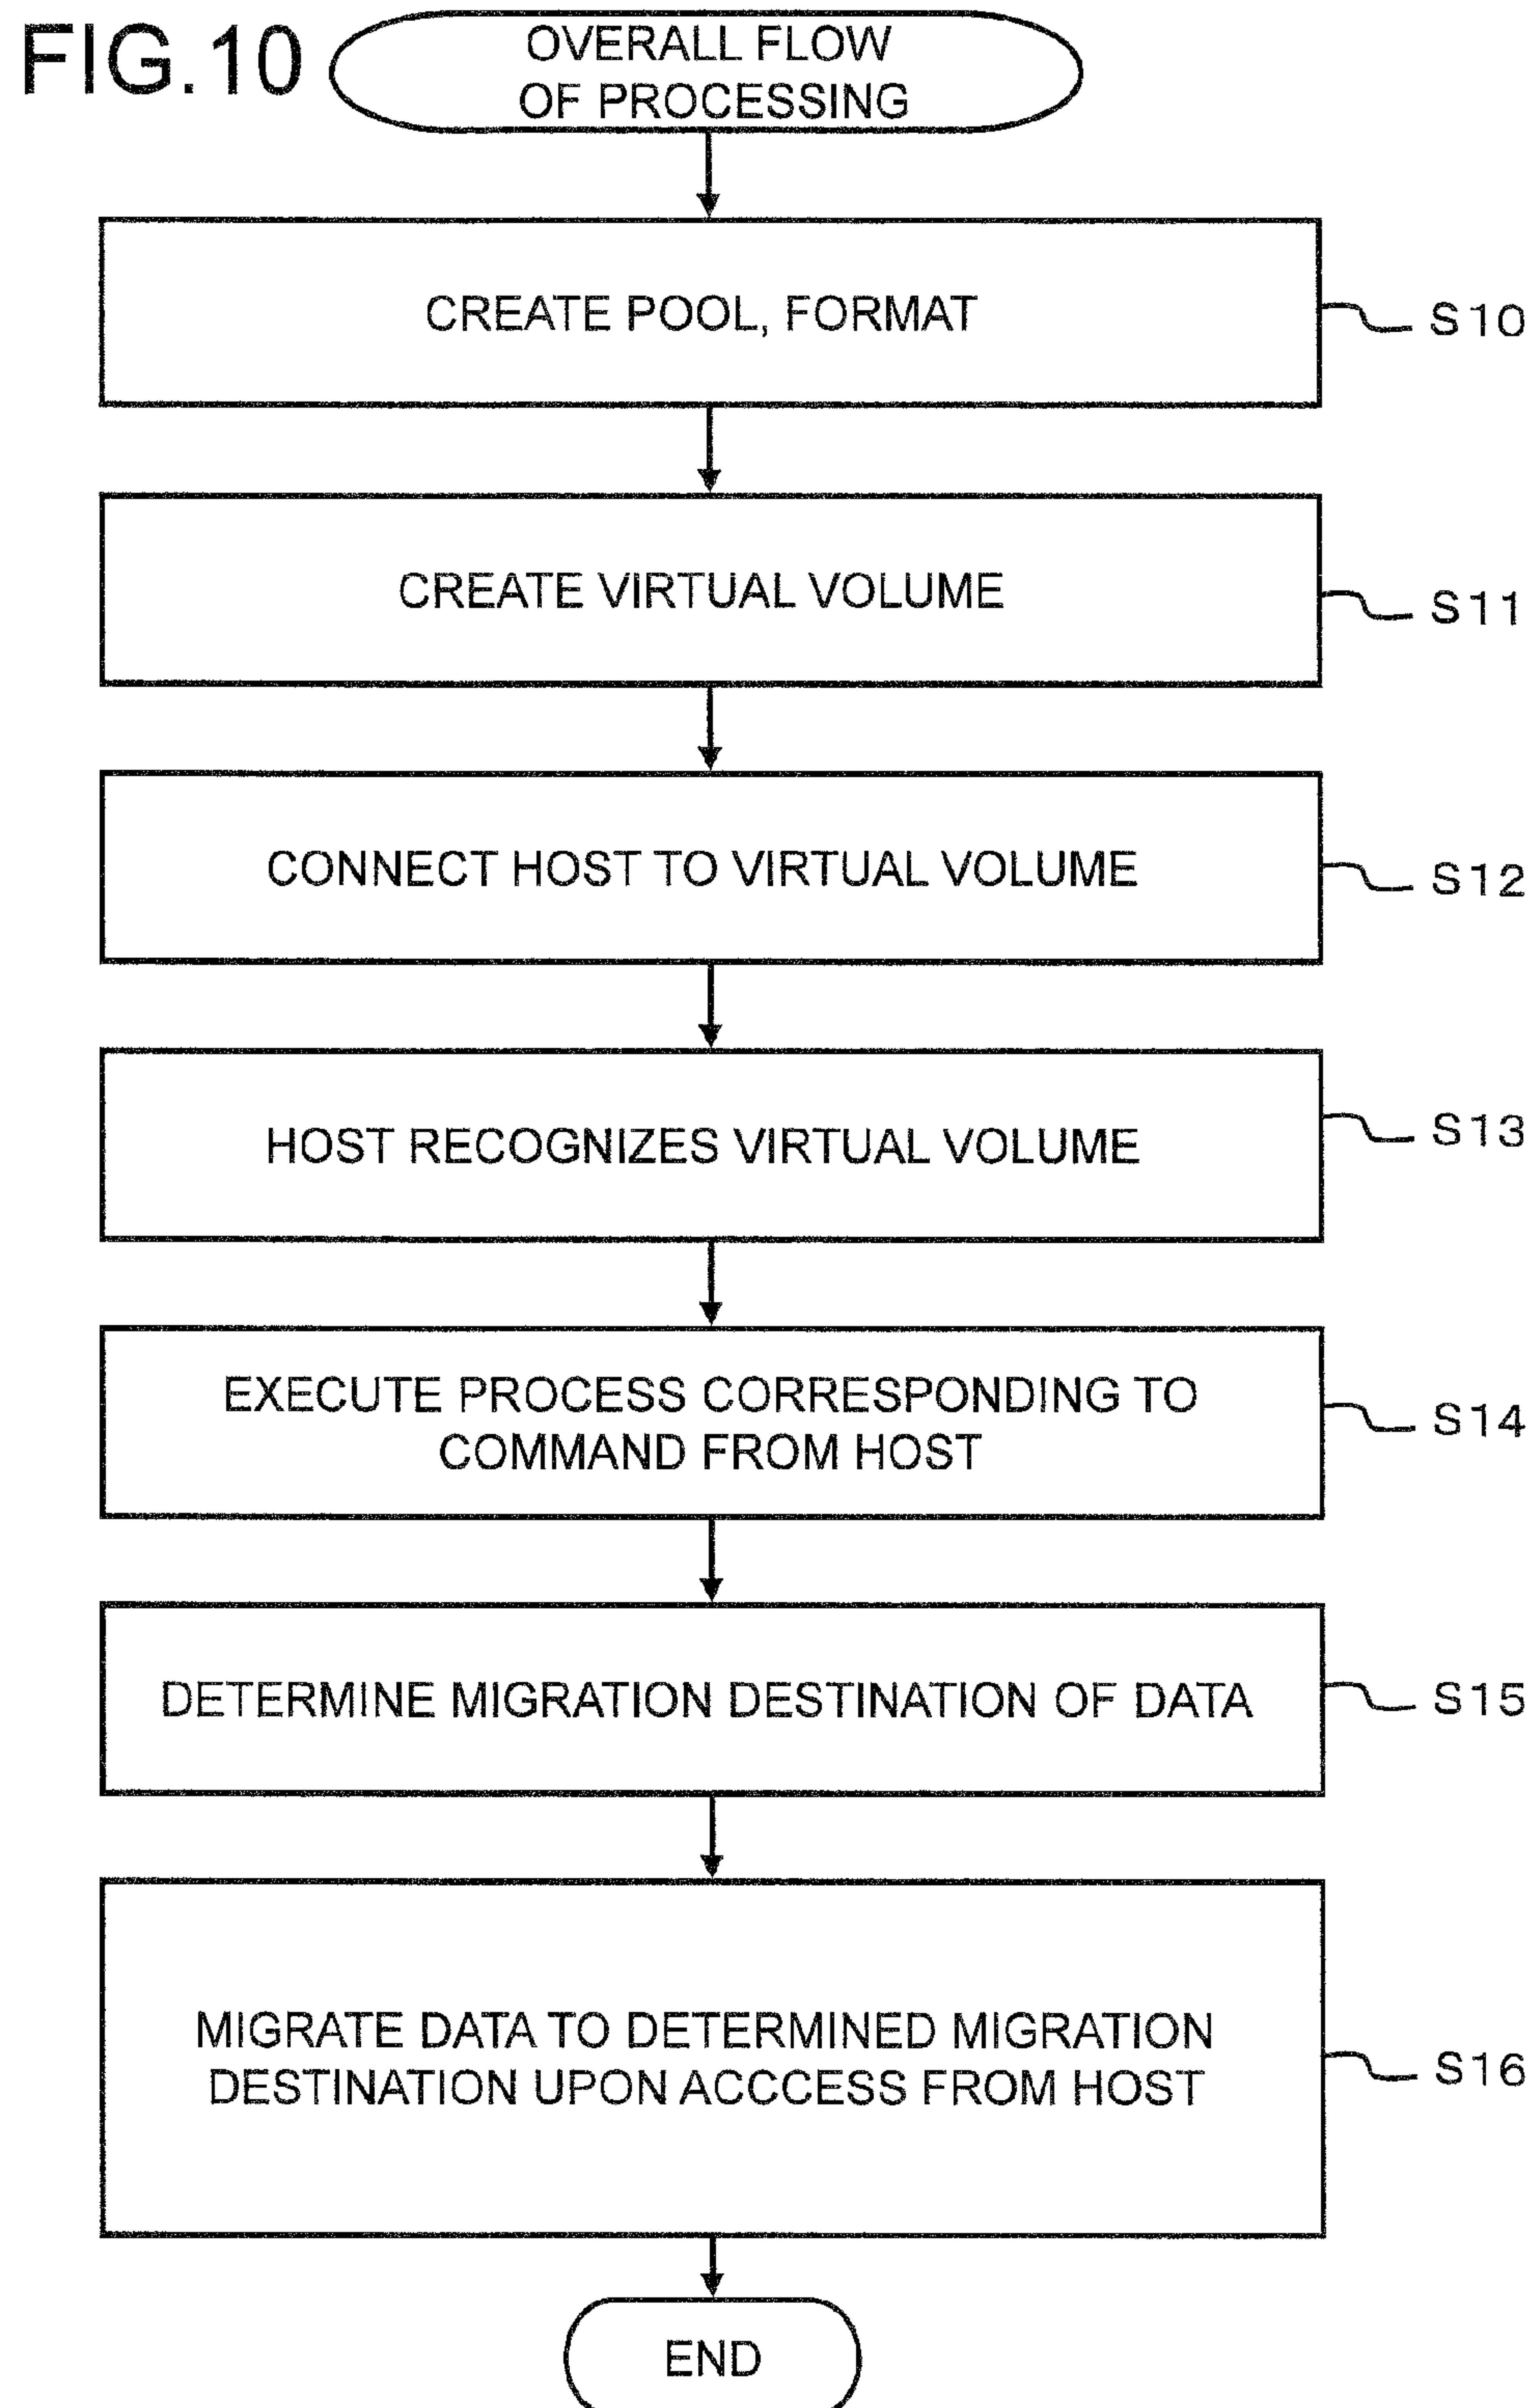 FIG.10
OVERALL FLOW
OF PROCESSING
CREATE POOL, FORMAT
S10
CREATE VIRTUAL VOLUME
S11
CONNECT HOST TO VIRTUAL VOLUME
S12
HOST RECOGNIZES VIRTUAL VOLUME
S13
EXECUTE PROCESS CORRESPONDING TO
COMMAND FROM HOST
S14
DETERMINE MIGRATION DESTINATION OF DATA
S15
MIGRATE DATA TO DETERMINED MIGRATION
DESTINATION UPON ACCCESS FROM HOST
S16
END